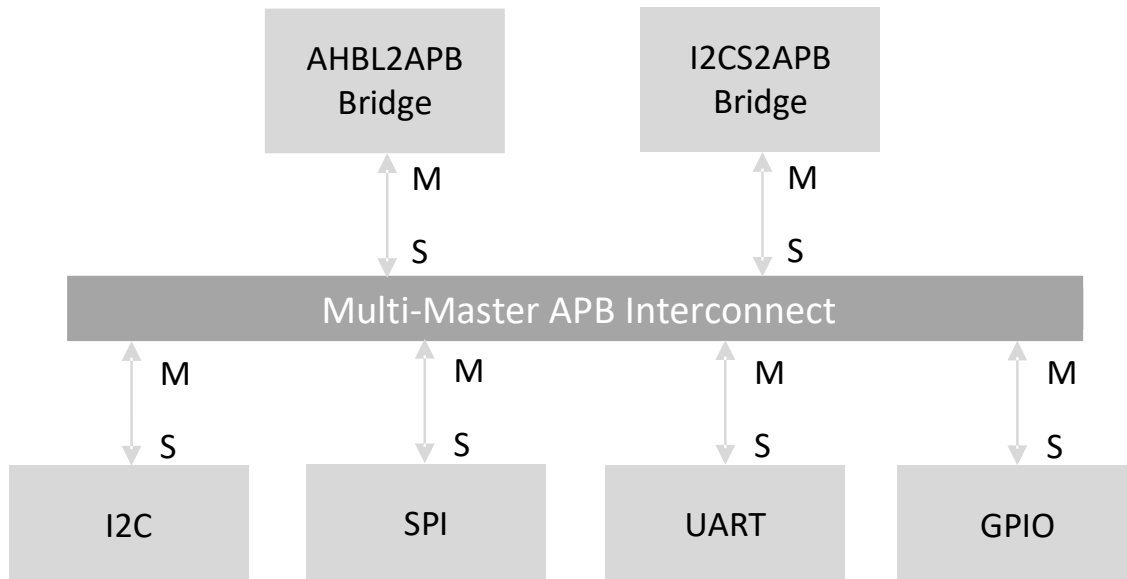 AHBL2APB
Bridge
I2CS2APB
Bridge
M
M
S
S
Multi-Master APB Interconnect
M
M
M
M
S
S
S
S
I2C
SPI
UART
GPIO